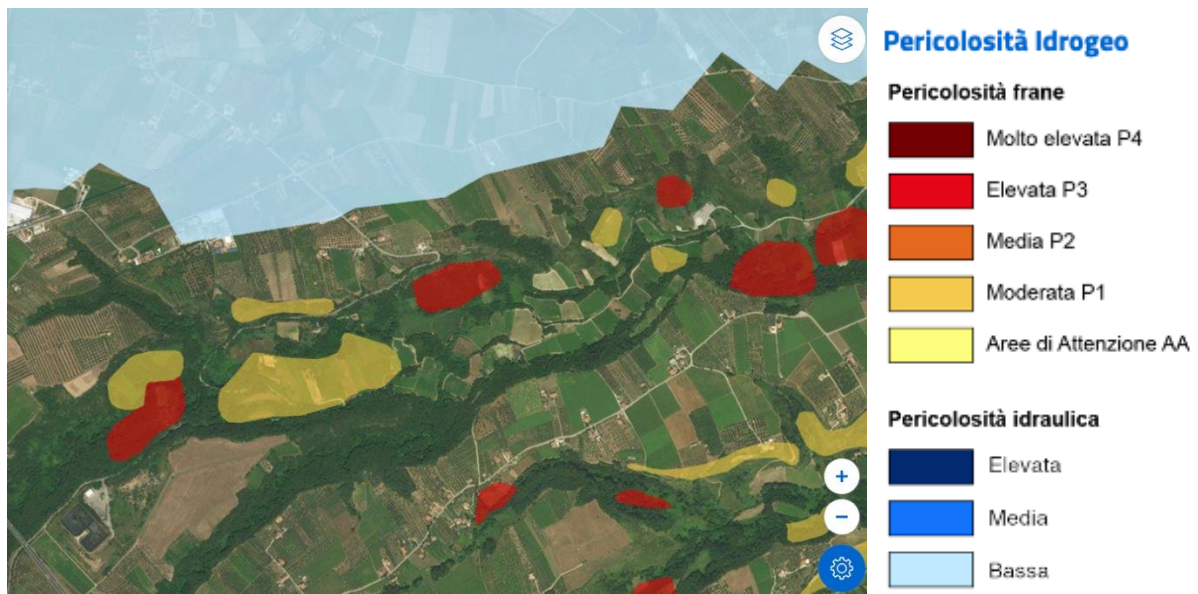 Pericolosità Idrogeo
Pericolosità frane
Molto elevata P4
Elevata P3
Media P2
Moderata P1
Aree di Attenzione AA
Pericolosità idraulica
Elevata
Media
Bassa